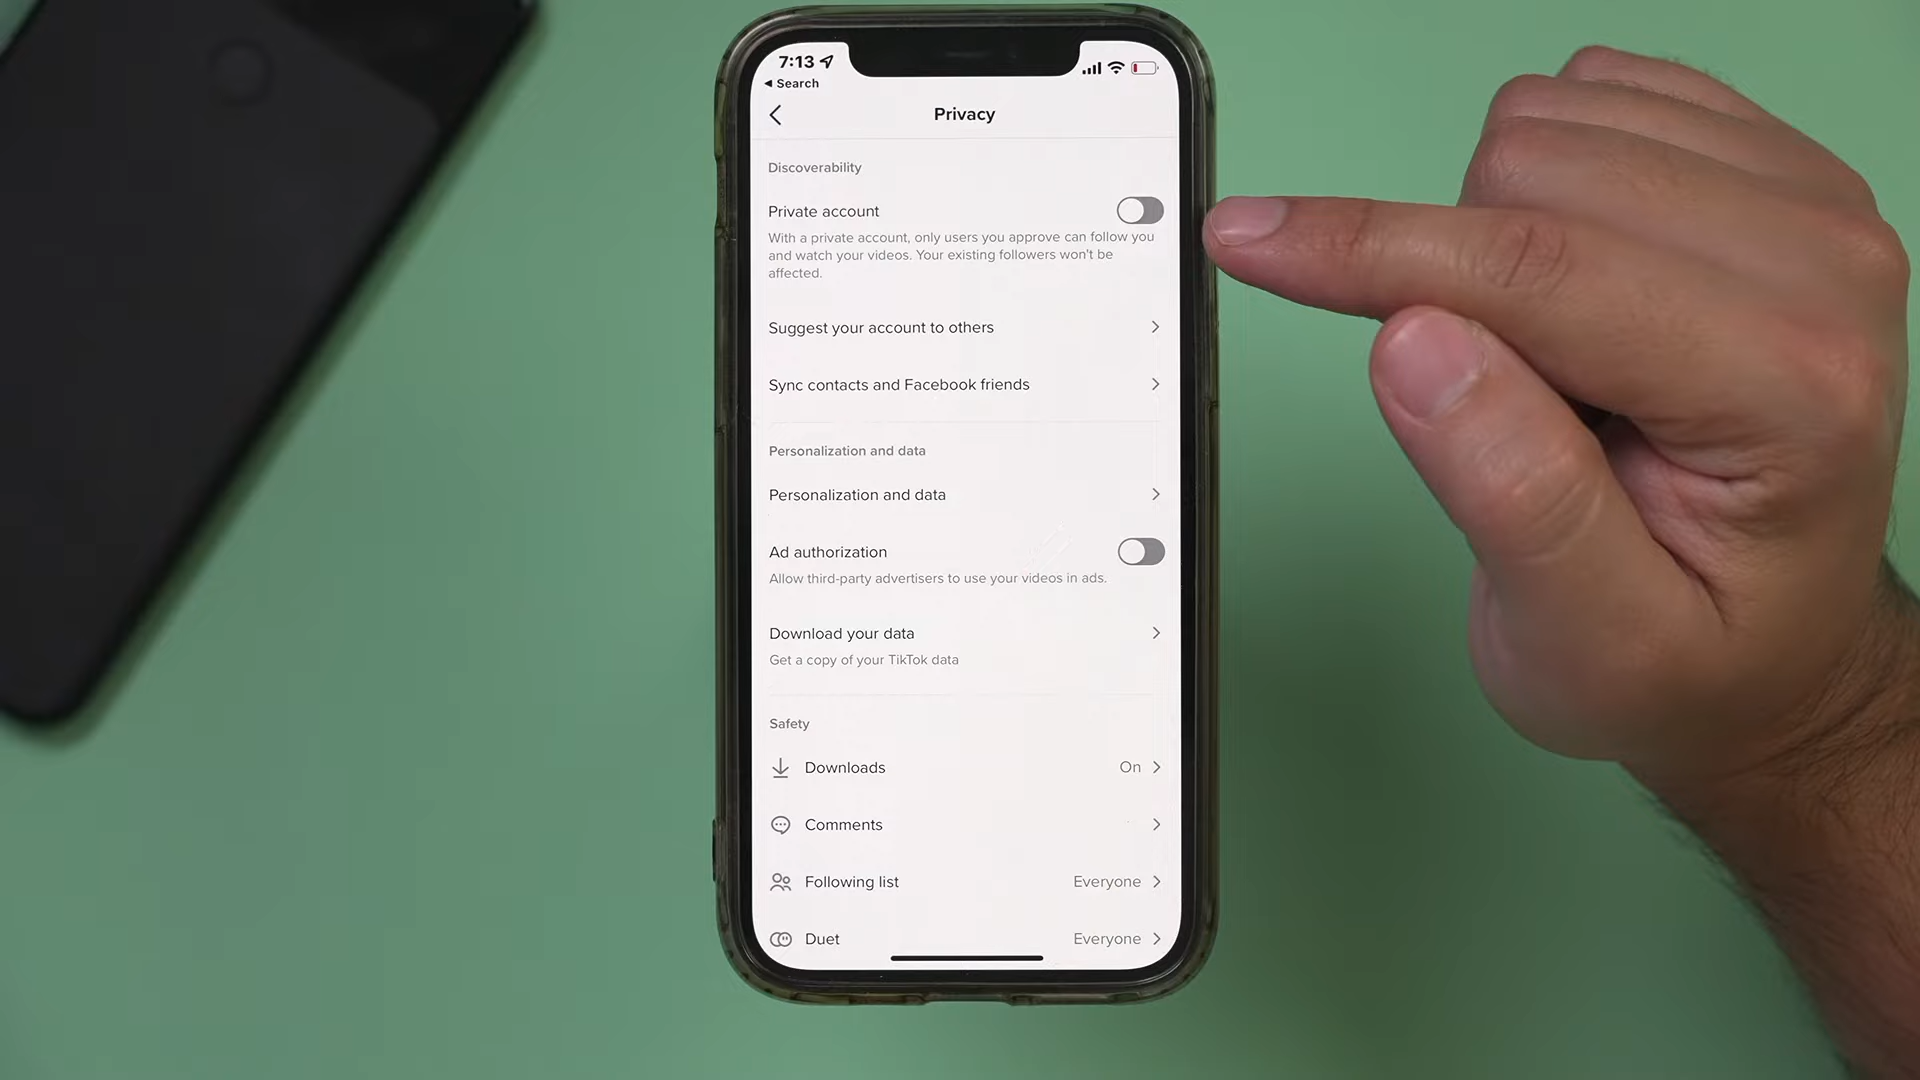 7:13
Search
Privacy
Discoverability
Private account
With a private account, only users you approve can follow you
and watch your videos. Your existing followers won't be
affected.
Suggest your account to others
Sync contacts and Facebook friends
Personalization and data
Personalization and data
Ad authorization
Allow third-party advertisers to use your videos in ads.
Download your data
Get a copy of your TikTok data
Safety
Downloads On
Comments
Following list Everyone
Duet Everyone